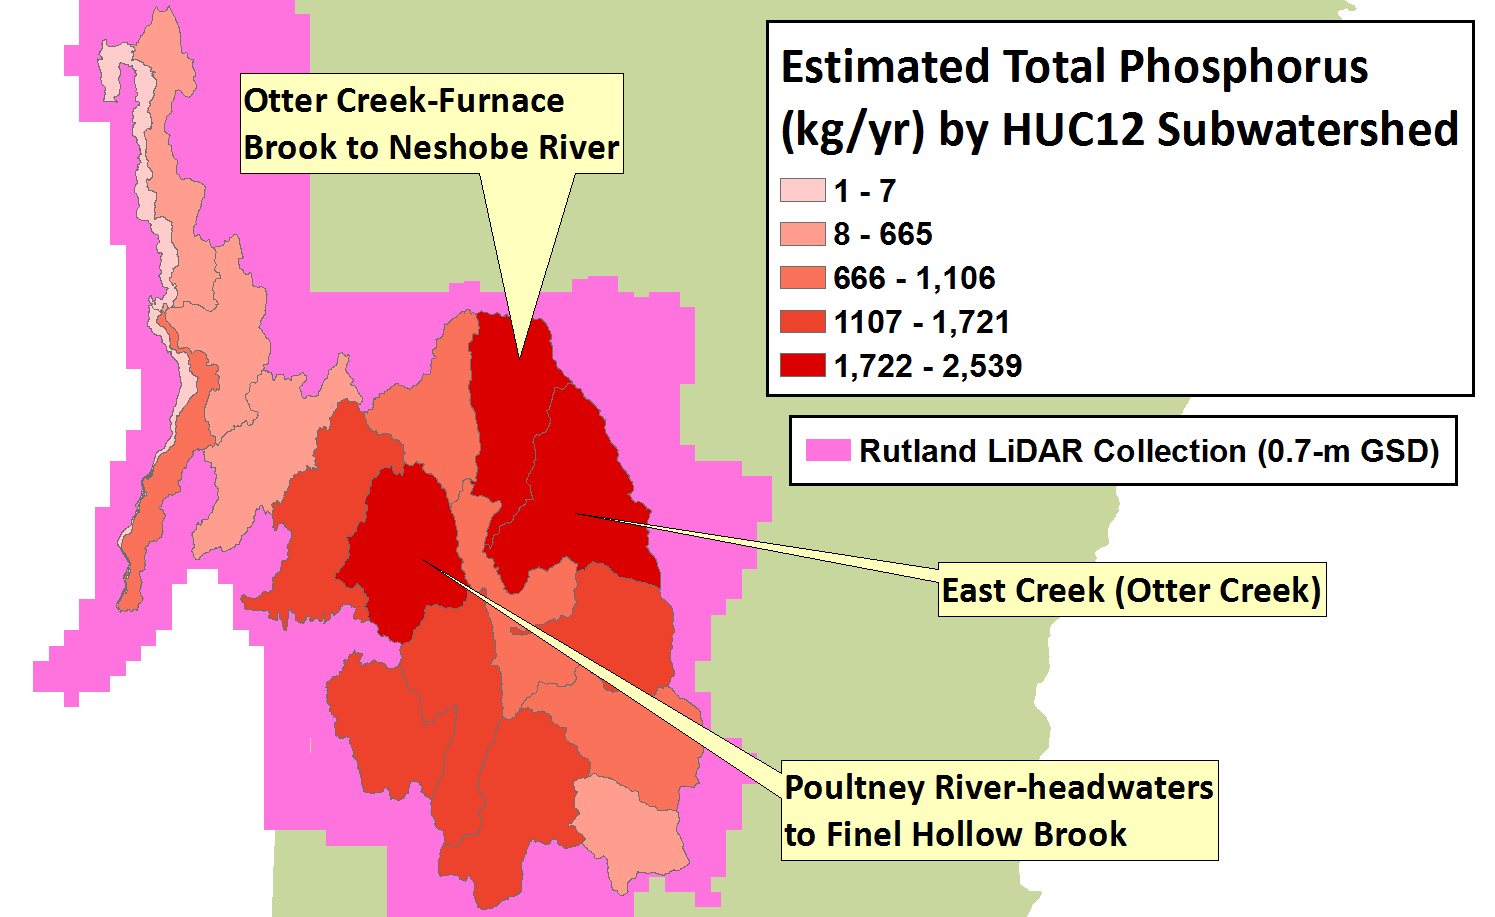 Estimated Total Phosphorus
(kg/yr) by HUC12 Subwatershed
1 - 7
8 - 665
666 - 1,106
1107 - 1,721
1,722 - 2,539
Rutland LiDAR Collection (0.7-m GSD)
Otter Creek-Furnace
Brook to Neshobe River
East Creek (Otter Creek)
Poultney River-headwaters
to Finel Hollow Brook